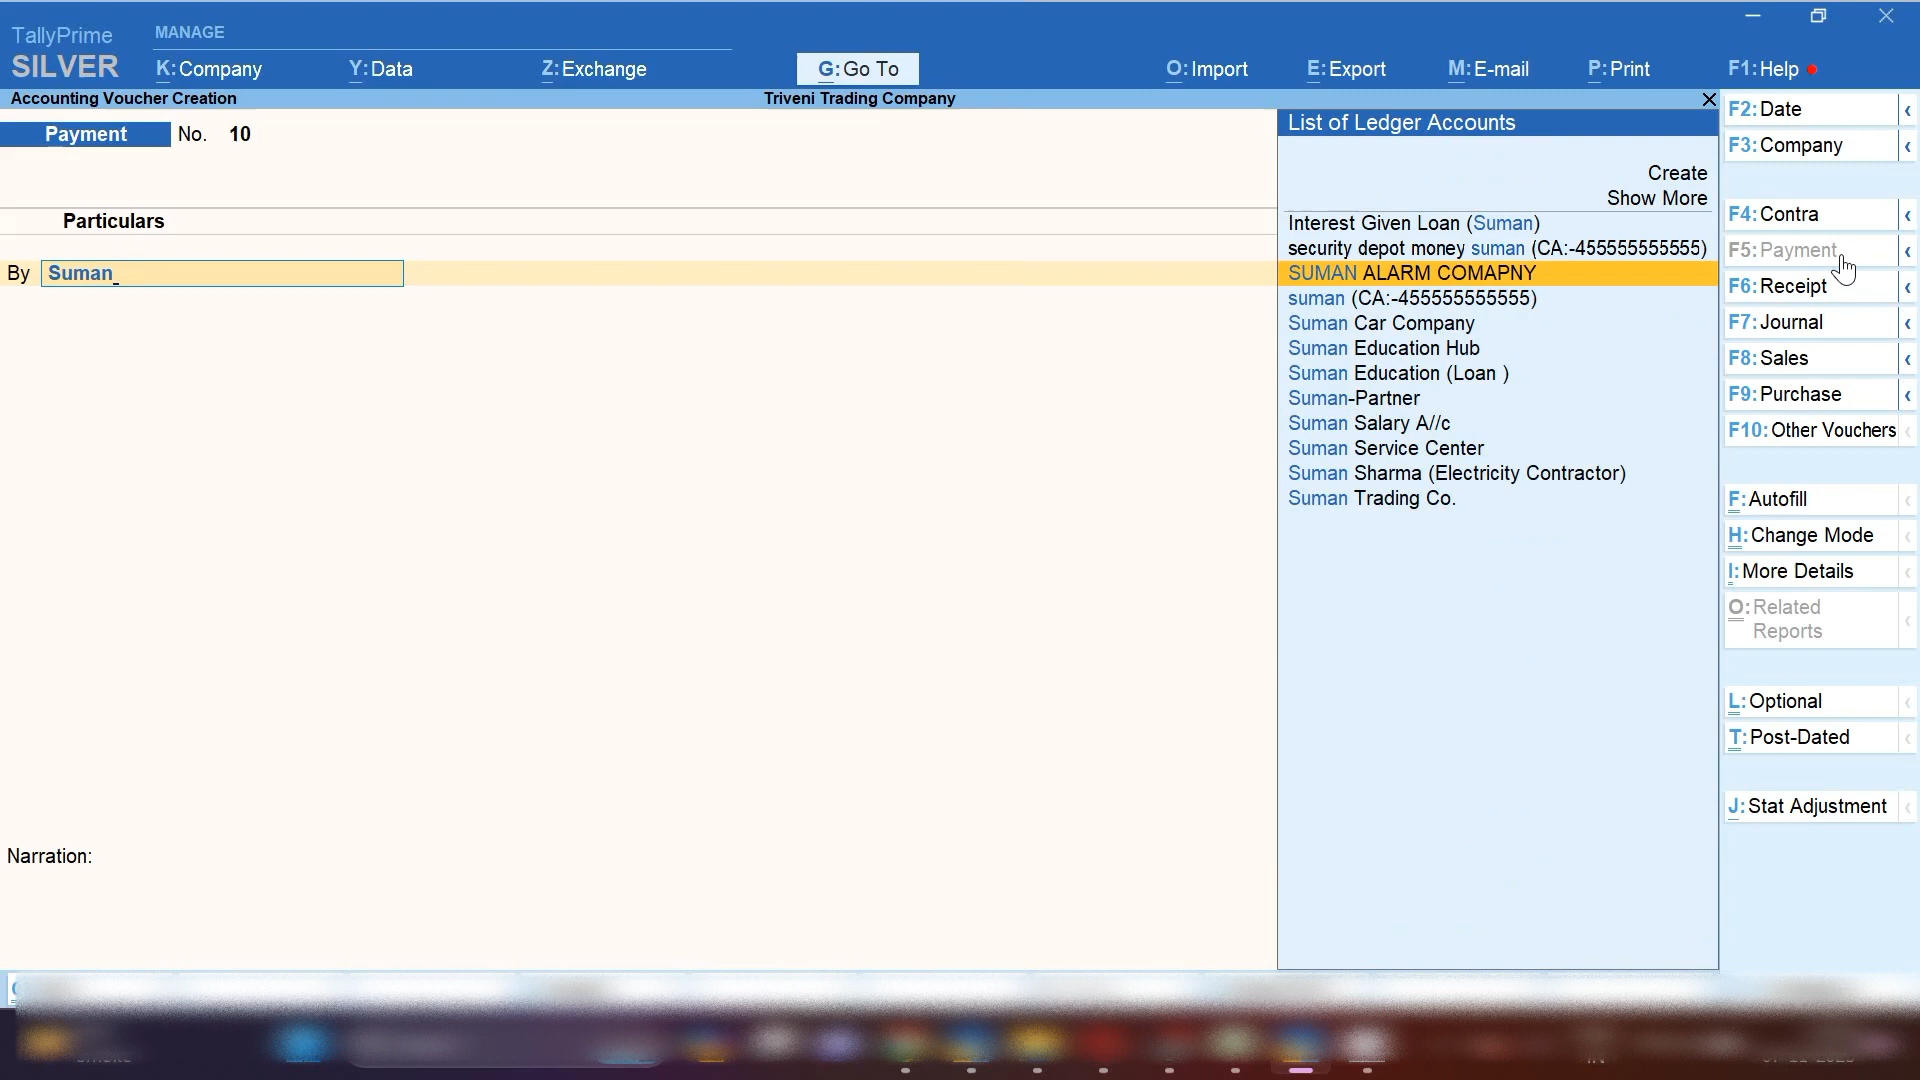 TallyPrime
SILVER
MANAGE
K:Company
Y:Data
Z:Exchange
G:Go To
O:Import
E:Export
M:E-mail
P:Print
F1:Help
Accounting Voucher Creation
Triveni Trading Company
Payment No. 10
Particulars
By Suman
Narration:
List of Ledger Accounts
Create
Show More
Interest Given Loan (Suman)
security depot money suman (CA:-455555555555)
SUMAN ALARM COMAPNY
suman (CA:-455555555555)
Suman Car Company
Suman Education Hub
Suman Education (Loan )
Suman-Partner
Suman Salary A//c
Suman Service Center
Suman Sharma (Electricity Contractor)
Suman Trading Co.
F2:Date
F3:Company
F4:Contra
F5:Payment
F6:Receipt
F7:Journal
F8:Sales
F9:Purchase
F10:Other Vouchers
F:Autofill
H:Change Mode
I:More Details
O:Related
Reports
L:Optional
T:Post-Dated
J:Stat Adjustment